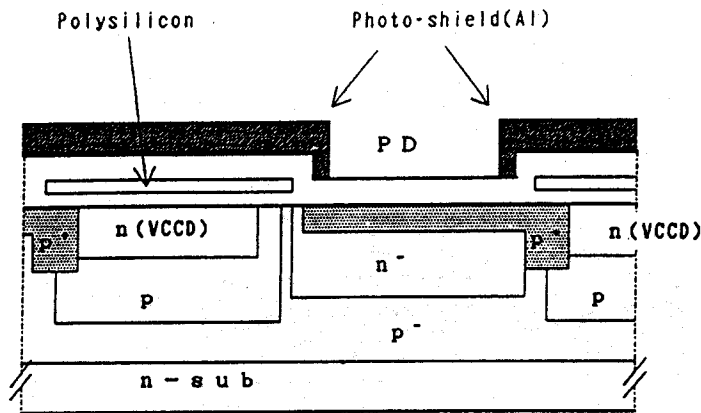 Polysilicon Photo-shield(Al)
PD
n(VCCD) n(VCCD)
p+ p+
n-
p p
p-
n-sub